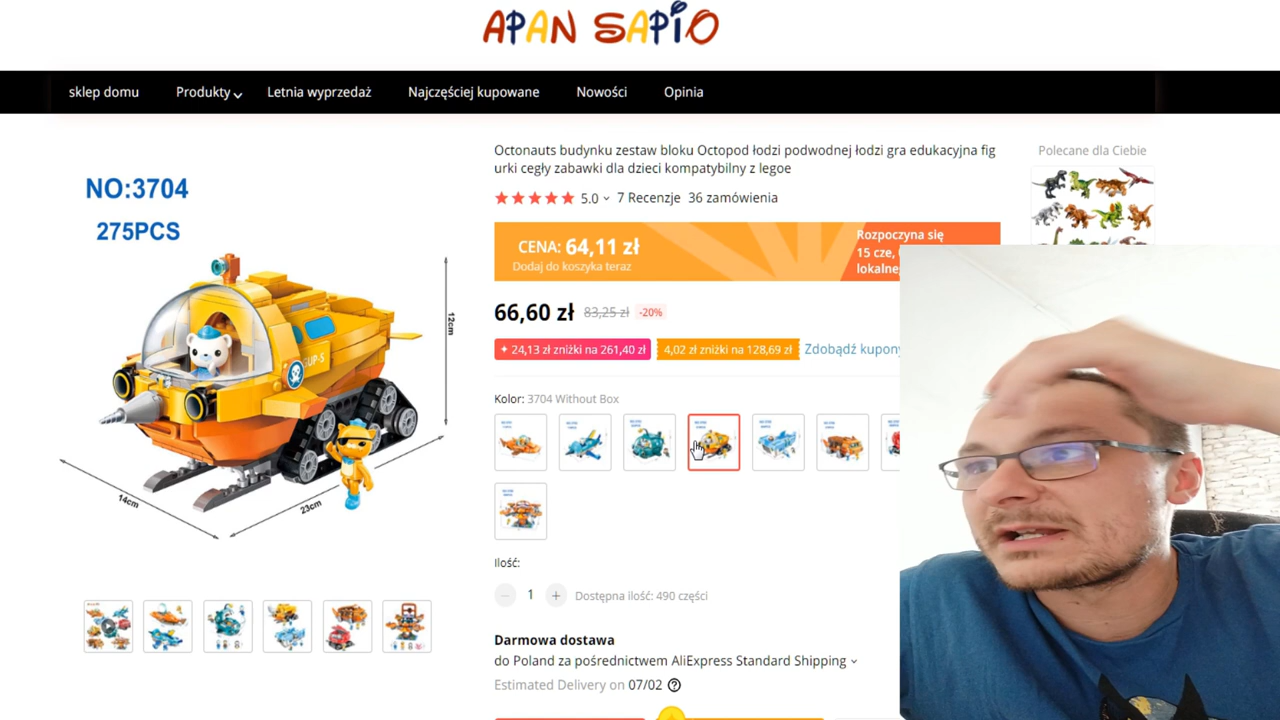 APAN SAPIO
sklep domu
Produkty
Letnia wyprzedaż
Najczęściej kupowane
Nowości
Opinia
NO:3704
275PCS
GUP-S
12cm
14cm
23cm
Octonauts budynku zestaw bloku Octopod łodzi podwodnej łodzi gra edukacyjna fig
urki cegły zabawki dla dzieci kompatybilny z legoe
5.0 7 Recenzje 36 zamówienia
CENA: 64,11 zł
Dodaj do koszyka teraz
Rozpoczyna się
15 cze,
lokalne
66,60 zł 83,25 zł -20%
+ 24,13 zł zniżki na 261,40 zł 4,02 zł zniżki na 128,69 zł Zdobądź kupony
Kolor: 3704 Without Box
Ilość:
1 Dostępna ilość: 490 części
Darmowa dostawa
do Poland za pośrednictwem AliExpress Standard Shipping
Estimated Delivery on 07/02 ?
Polecane dla Ciebie